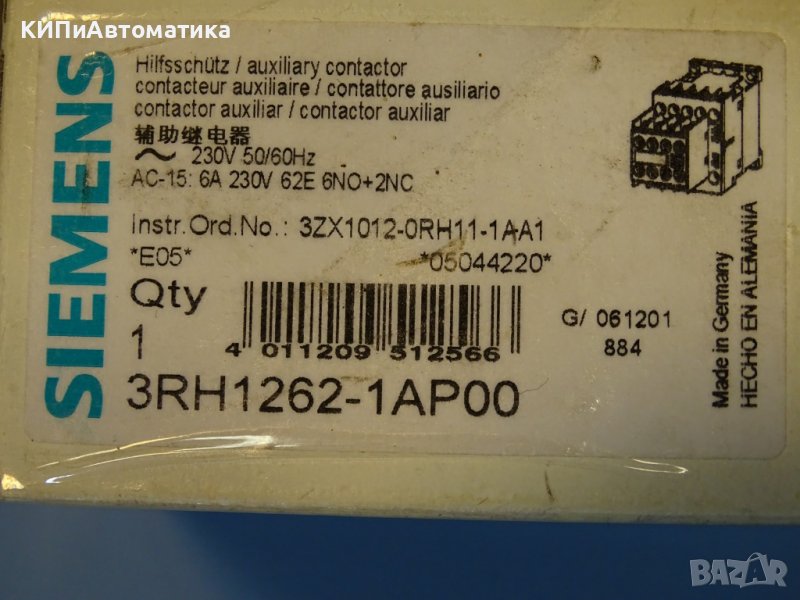 КИПиАвтоматика
SIEMENS
Hilfsschütz / auxiliary contactor
contacteur auxiliaire / contattore ausiliario
contactor auxiliar / contactor auxiliar
辅助继电器
~ 230V 50/60Hz
AC-15: 6A 230V 62E 6NO+2NC
Instr.Ord.No.: 3ZX1012-0RH11-1AA1
*E05* *05044220*
Qty
1
4 011209 512566
G/ 061201
884
3RH1262-1AP00
Made in Germany
HECHO EN ALEMANIA
BAZAR